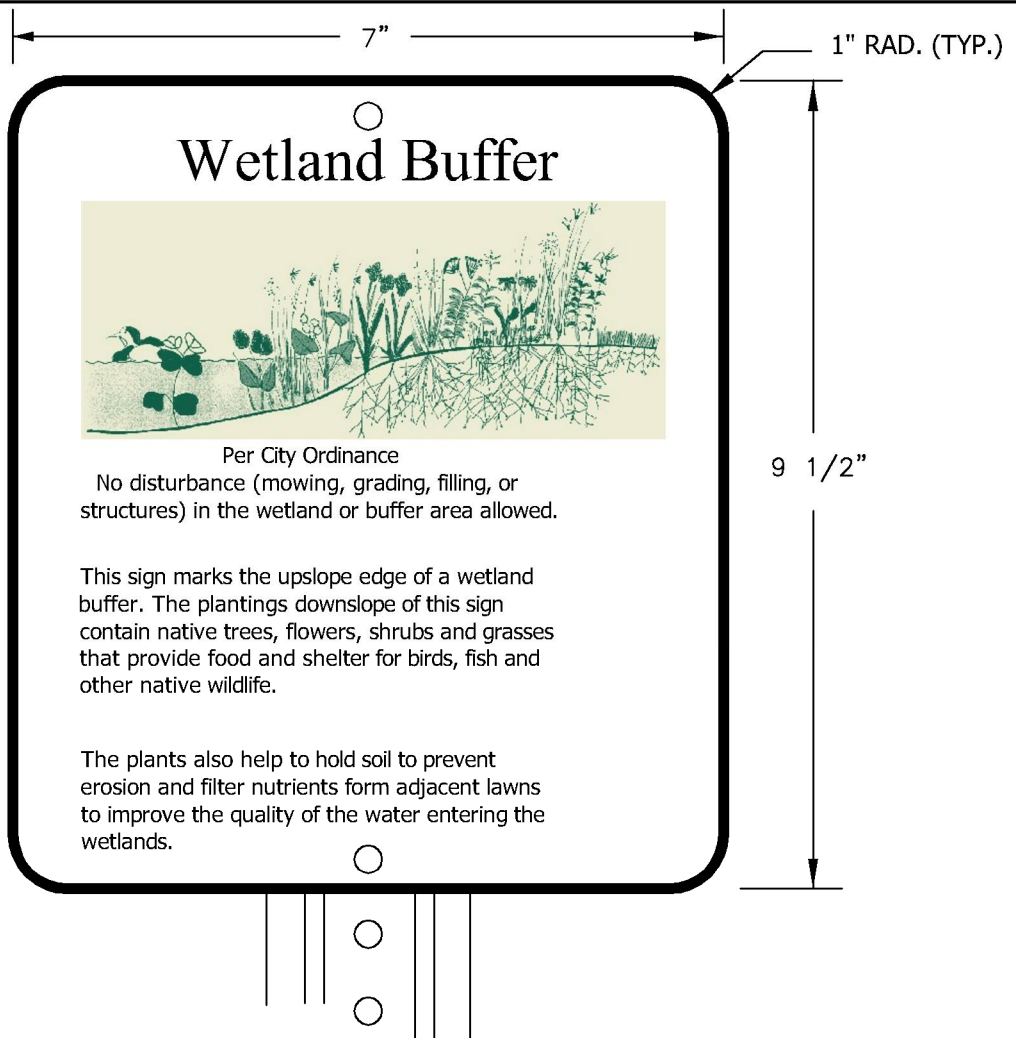 7"
1" RAD. (TYP.)
Wetland Buffer
9 1/2"
Per City Ordinance
No disturbance (mowing, grading, filling, or
structures) in the wetland or buffer area allowed.
This sign marks the upslope edge of a wetland
buffer. The plantings downslope of this sign
contain native trees, flowers, shrubs and grasses
that provide food and shelter for birds, fish and
other native wildlife.
The plants also help to hold soil to prevent
erosion and filter nutrients form adjacent lawns
to improve the quality of the water entering the
wetlands.